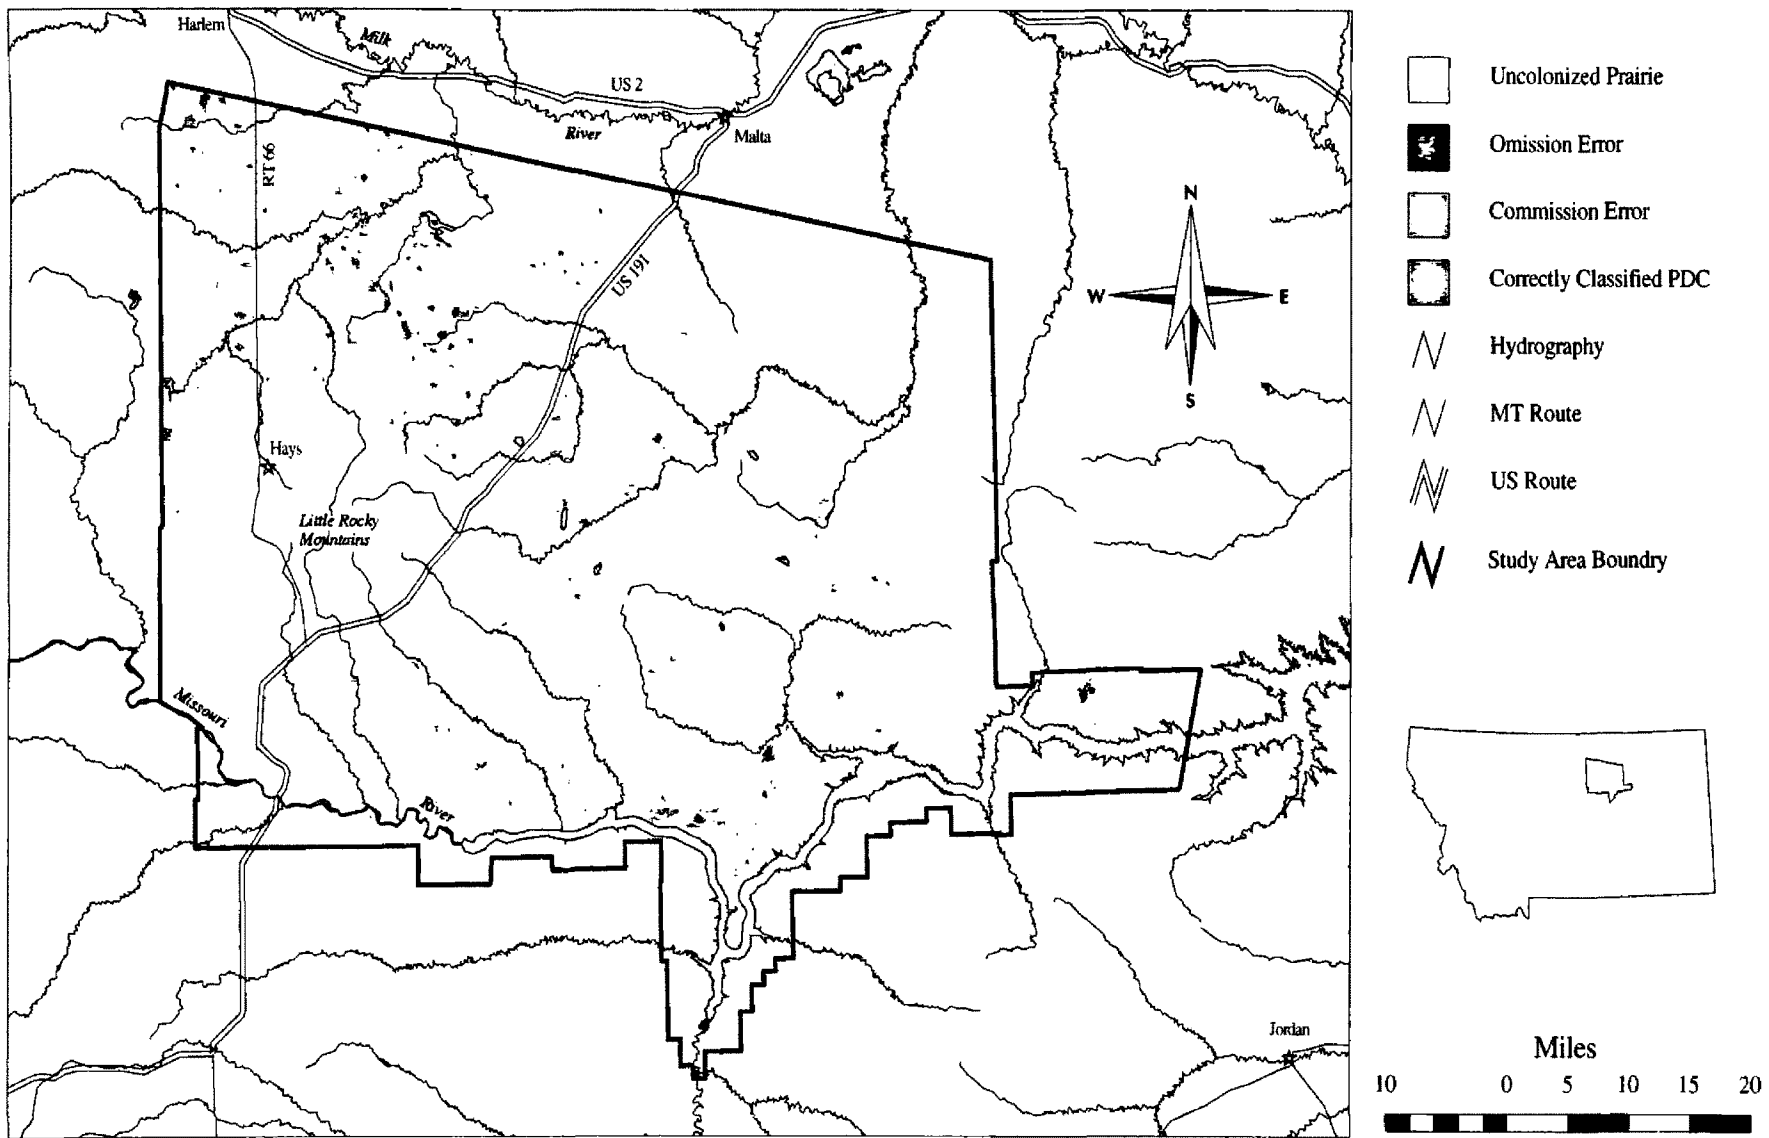 Harlem
Milk
US 2
River
Malta
RT 66
US 191
Hays
Little Rocky
Mountains
Missouri
River
Jordan
N
W
E
S
Uncolonized Prairie
Omission Error
Commission Error
Correctly Classified PDC
Hydrography
MT Route
US Route
Study Area Boundry
Miles
10 0 5 10 15 20